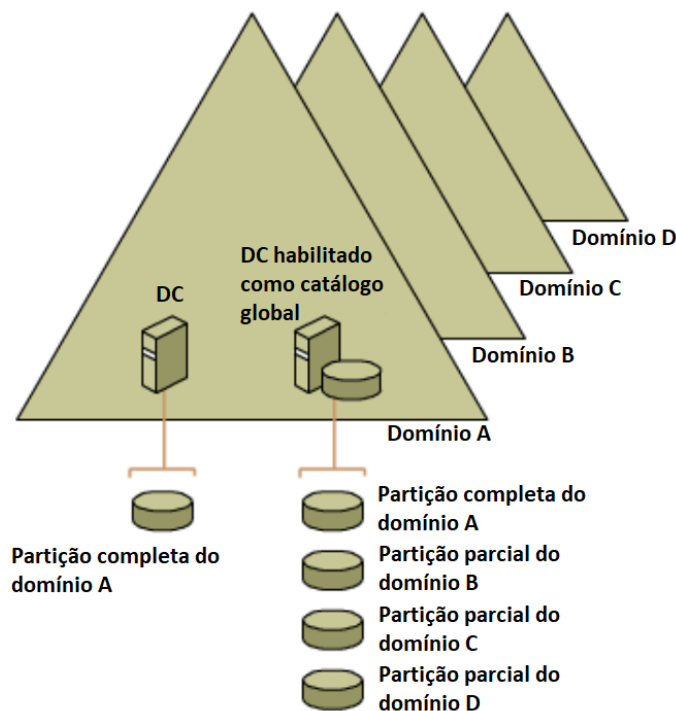 Domínio D
DC habilitado
como catálogo
global
Domínio C
DC
Domínio B
Domínio A
Partição completa do
domínio A
Partição completa do
domínio A
Partição parcial do
domínio B
Partição parcial do
domínio C
Partição parcial do
domínio D